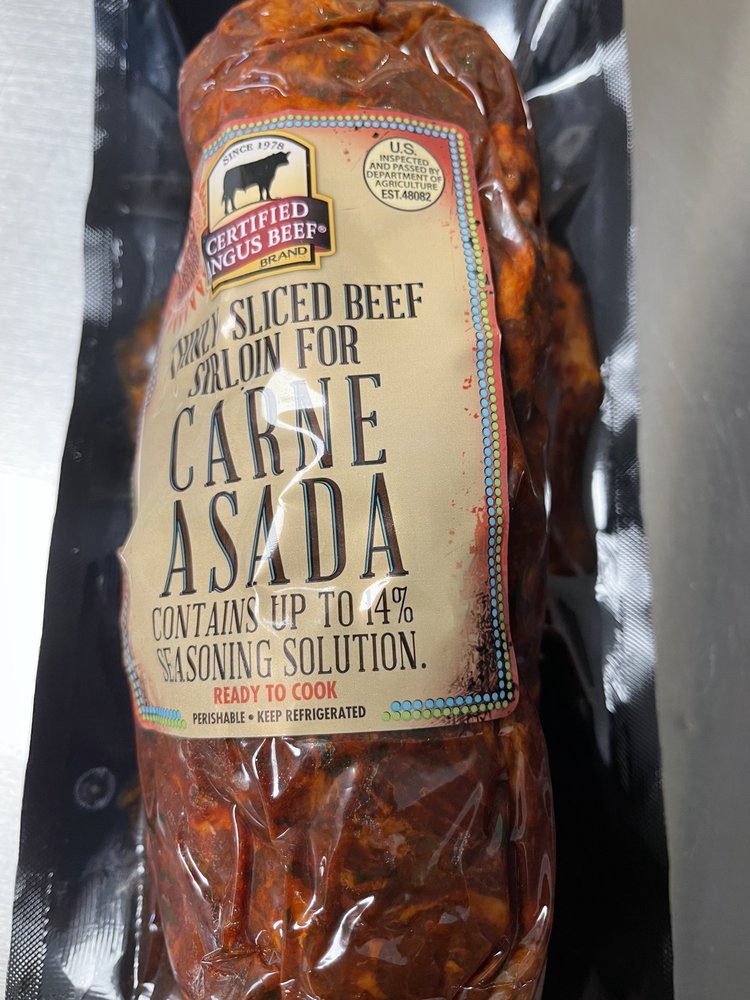 SINCE 1978
CERTIFIED
ANGUS BEEF®
BRAND
U.S.
INSPECTED
AND PASSED BY
DEPARTMENT OF
AGRICULTURE
EST.48082
THINLY SLICED BEEF
SIRLOIN FOR
CARNE
ASADA
CONTAINS UP TO 14%
SEASONING SOLUTION.
READY TO COOK
PERISHABLE • KEEP REFRIGERATED